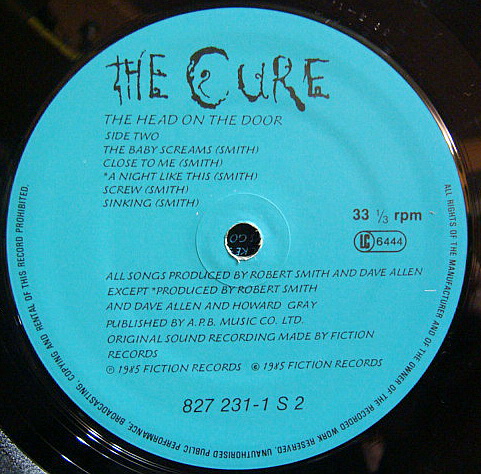 THE CURE
THE HEAD ON THE DOOR
SIDE TWO
THE BABY SCREAMS (SMITH)
CLOSE TO ME (SMITH)
*A NIGHT LIKE THIS (SMITH)
SCREW (SMITH)
SINKING (SMITH)
33 1/3 rpm
LC 6444
ALL SONGS PRODUCED BY ROBERT SMITH AND DAVE ALLEN
EXCEPT *PRODUCED BY ROBERT SMITH
AND DAVE ALLEN AND HOWARD GRAY
PUBLISHED BY A.P.B. MUSIC CO. LTD.
ORIGINAL SOUND RECORDING MADE BY FICTION
RECORDS
℗ 1985 FICTION RECORDS © 1985 FICTION RECORDS
827 231-1 S 2
ALL RIGHTS OF THE MANUFACTURER AND OF THE OWNER OF THE RECORDED WORK RESERVED. UNAUTHORISED PUBLIC PERFORMANCE, BROADCASTING, COPYING AND RENTAL OF THIS RECORD PROHIBITED.